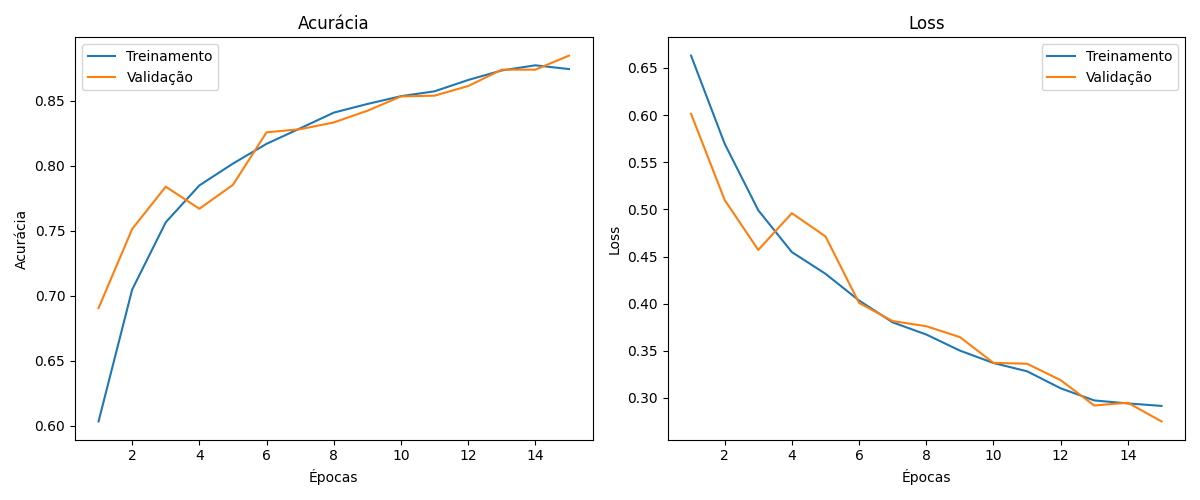 Acurácia
Treinamento
Validação
0.85
0.80
0.75
0.70
0.65
0.60
Acurácia
2 4 6 8 10 12 14
Épocas
Loss
Treinamento
Validação
0.65
0.60
0.55
0.50
0.45
0.40
0.35
0.30
Loss
2 4 6 8 10 12 14
Épocas